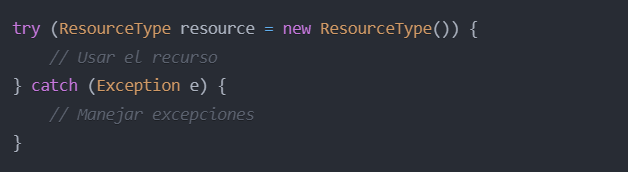 try (ResourceType resource = new ResourceType()) {
    // Usar el recurso
} catch (Exception e) {
    // Manejar excepciones
}